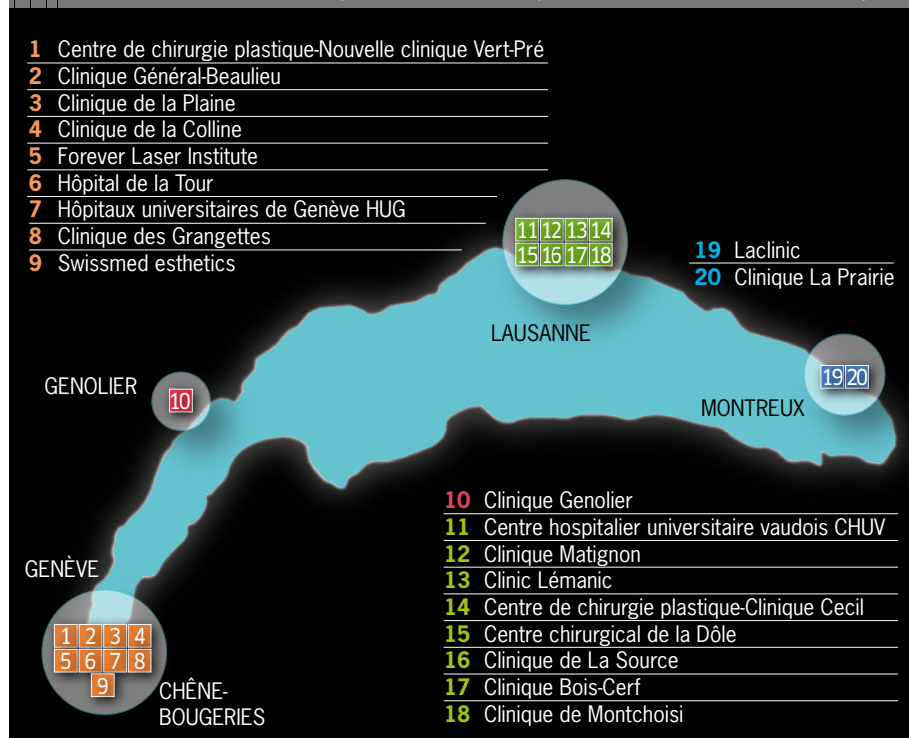 1 Centre de chirurgie plastique-Nouvelle clinique Vert-Pré
2 Clinique Général-Beaulieu
3 Clinique de la Plaine
4 Clinique de la Colline
5 Forever Laser Institute
6 Hôpital de la Tour
7 Hôpitaux universitaires de Genève HUG
8 Clinique des Grangettes
9 Swissmed esthetics
11 12 13 14
15 16 17 18
19 Laclinic
20 Clinique La Prairie
LAUSANNE
GENOLIER
10
19 20
MONTREUX
10 Clinique Genolier
11 Centre hospitalier universitaire vaudois CHUV
12 Clinique Matignon
13 Clinic Lémanic
14 Centre de chirurgie plastique-Clinique Cecil
15 Centre chirurgical de la Dôle
16 Clinique de La Source
17 Clinique Bois-Cerf
18 Clinique de Montchoisi
GENÈVE
1 2 3 4
5 6 7 8
9
CHÊNE-
BOUGERIES